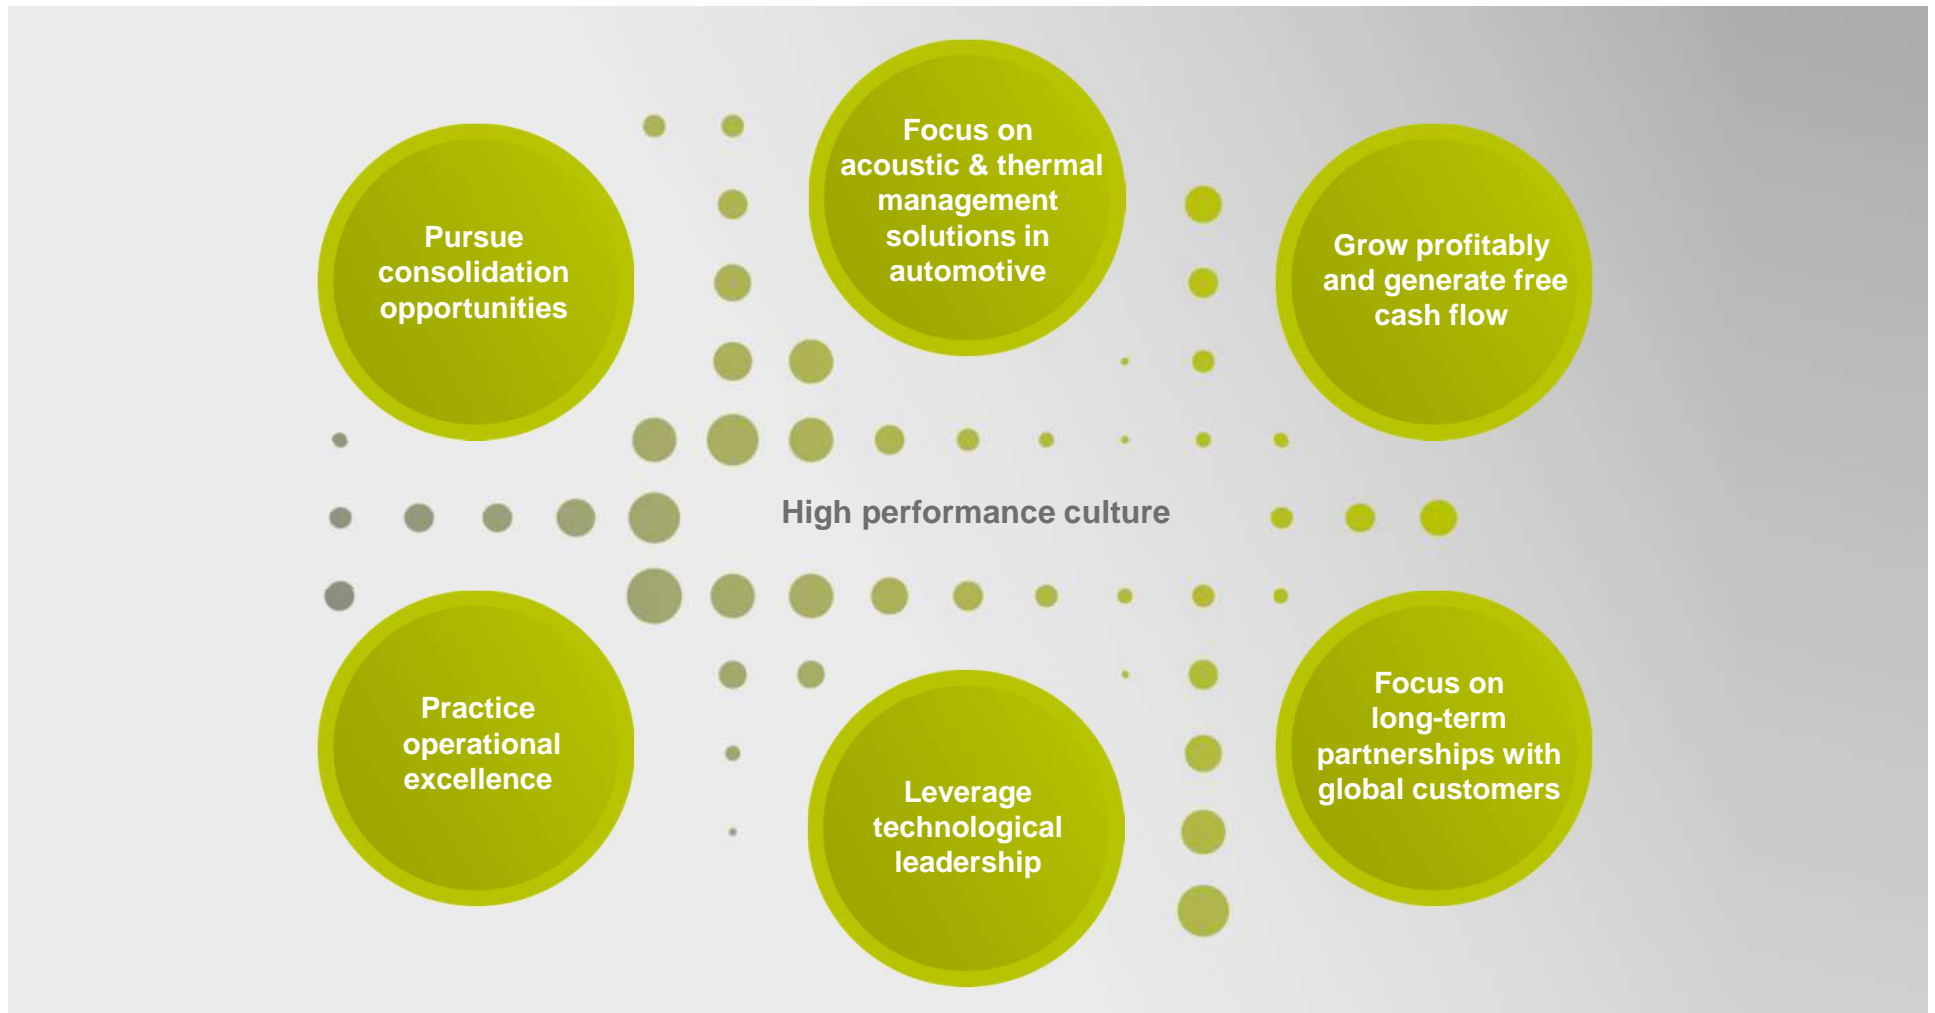 Focus on
acoustic & thermal
management
solutions in
automotive
Pursue
consolidation
opportunities
Grow profitably
and generate free
cash flow
High performance culture
Practice
operational
excellence
Leverage
technological
leadership
Focus on
long-term
partnerships with
global customers